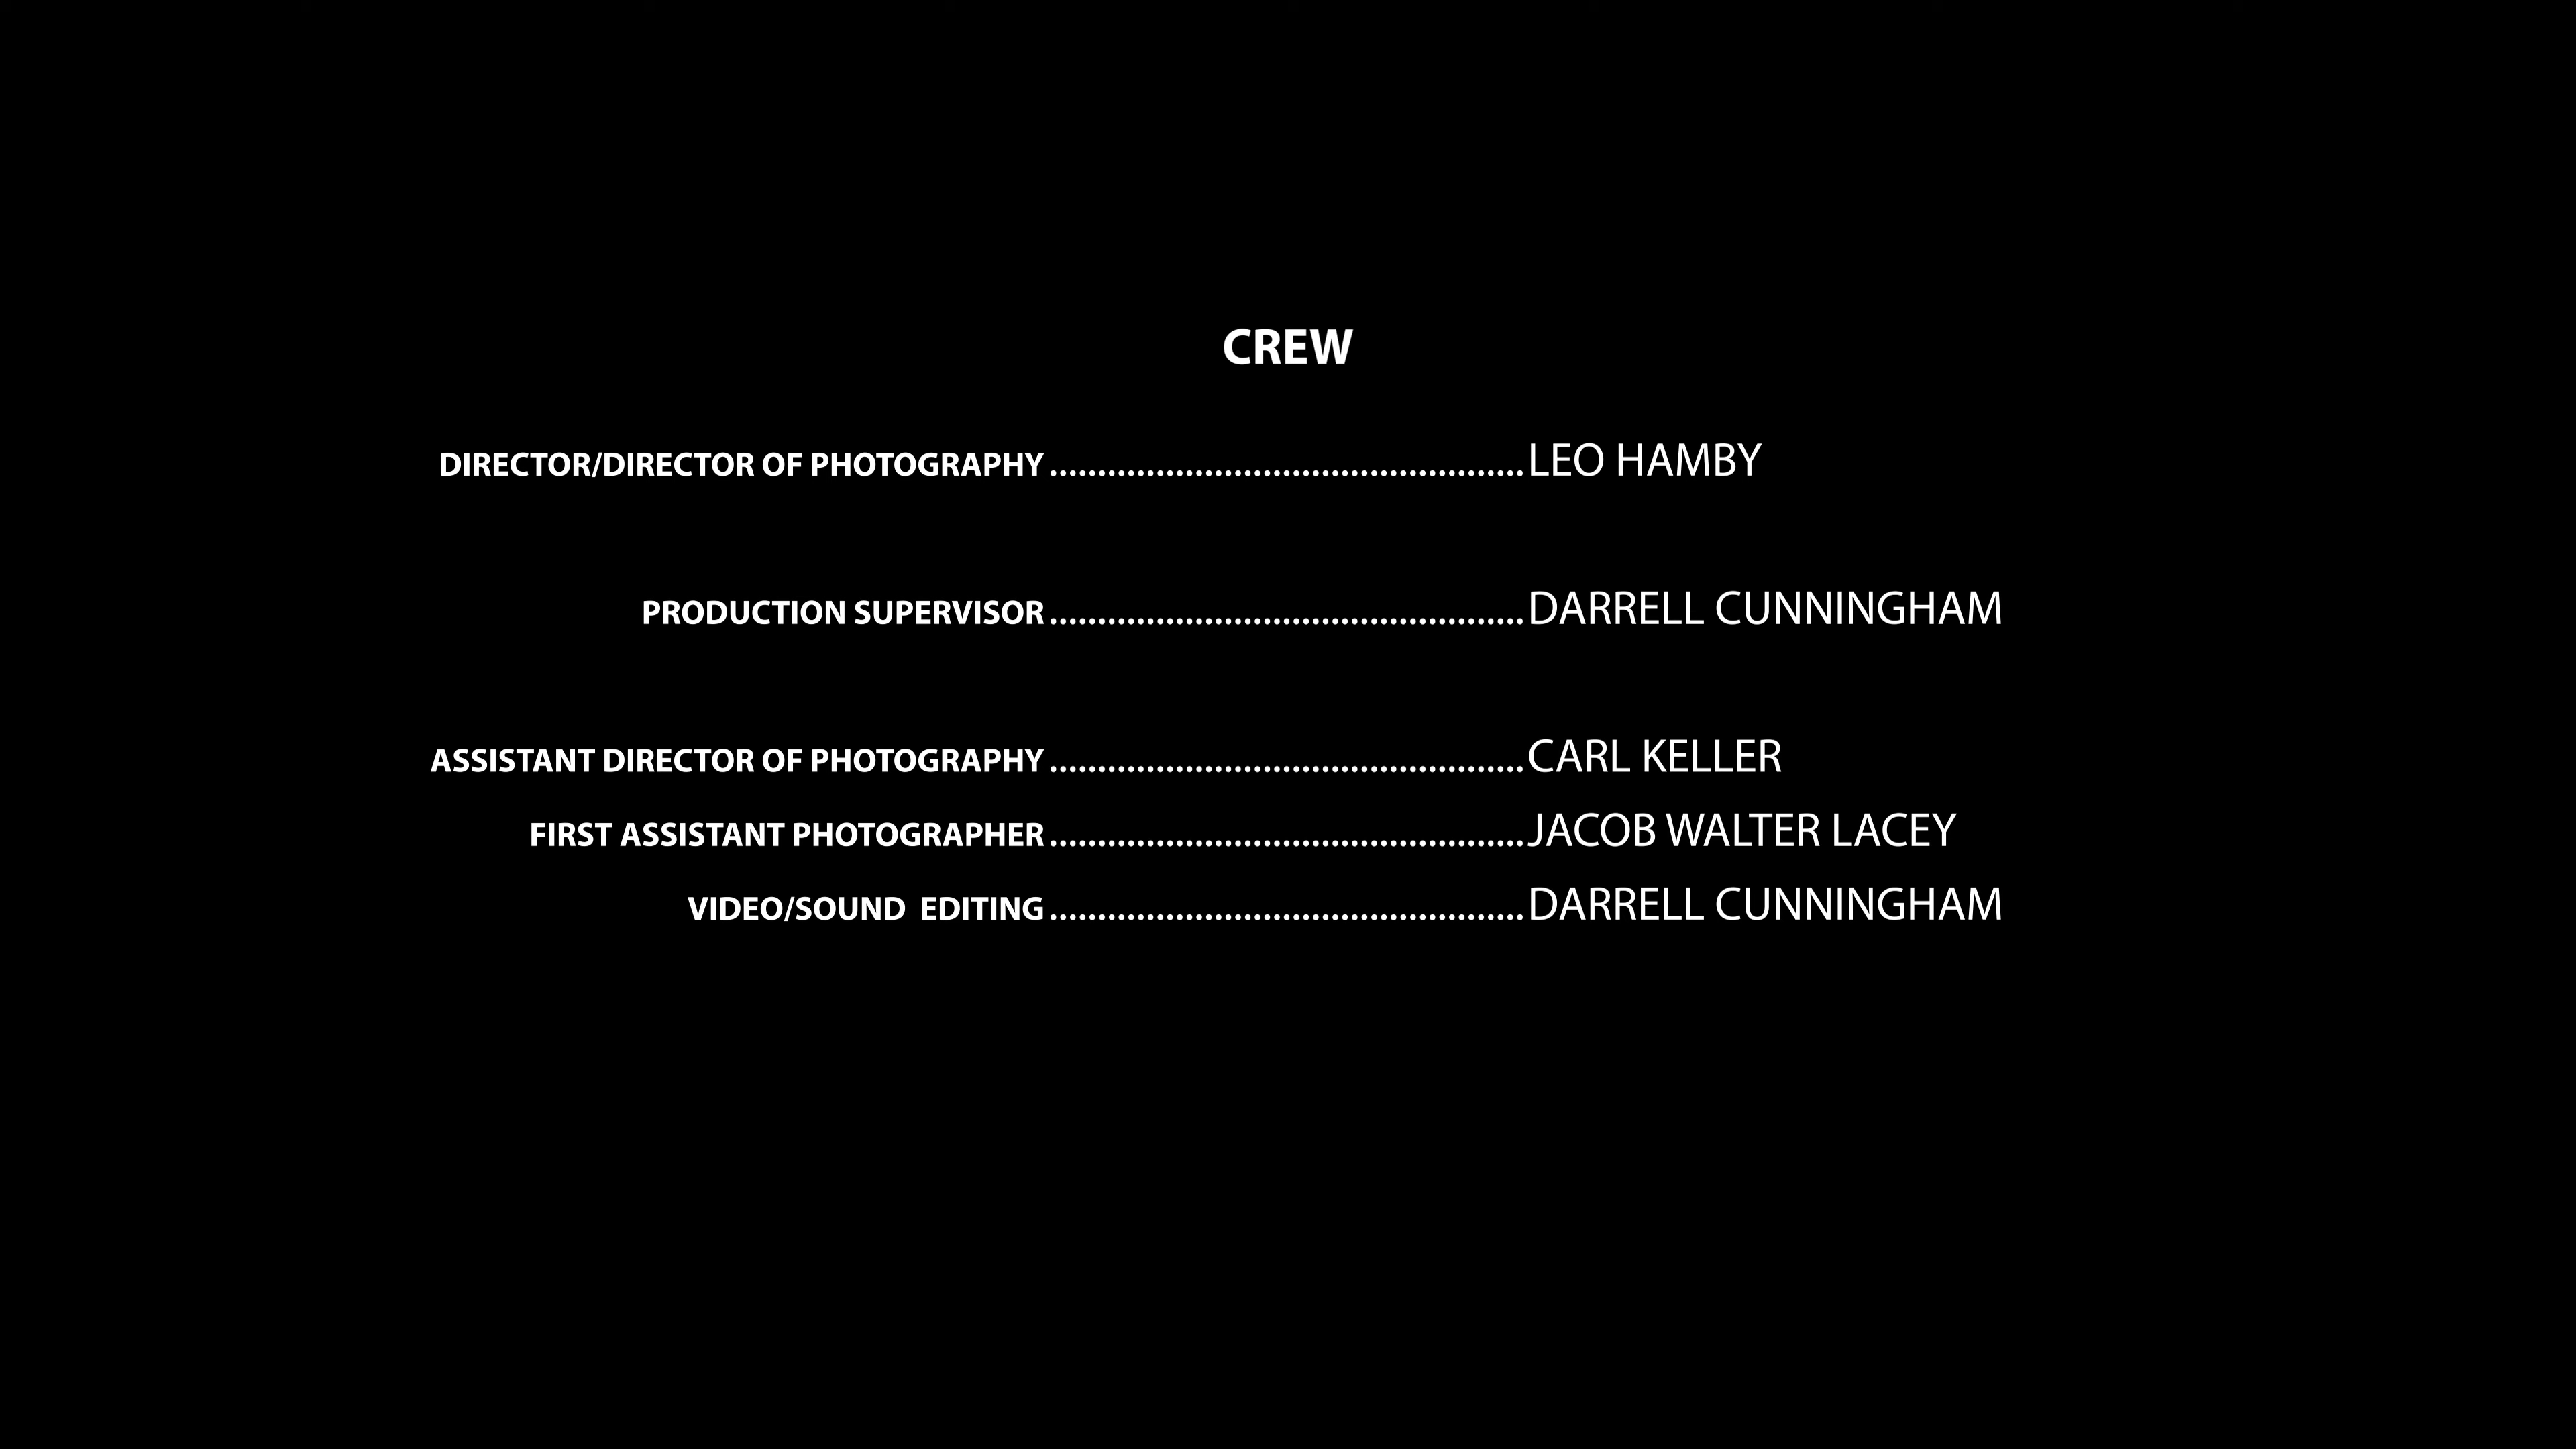 CREW
DIRECTOR/DIRECTOR OF PHOTOGRAPHY ................................................. LEO HAMBY
PRODUCTION SUPERVISOR ................................................. DARRELL CUNNINGHAM
ASSISTANT DIRECTOR OF PHOTOGRAPHY ................................................. CARL KELLER
FIRST ASSISTANT PHOTOGRAPHER ................................................. JACOB WALTER LACEY
VIDEO/SOUND  EDITING ................................................. DARRELL CUNNINGHAM